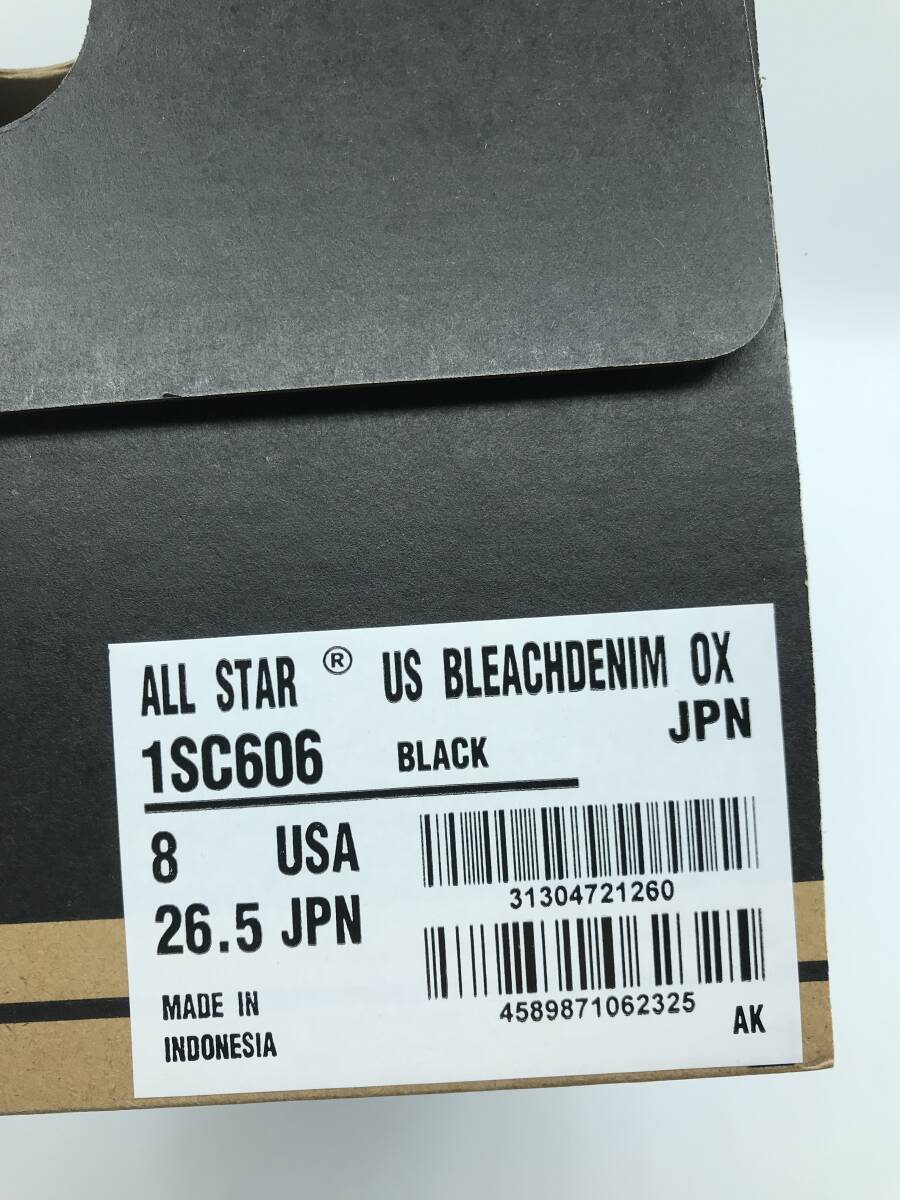 ALL STAR ® US BLEACHDENIM OX
1SC606 BLACK JPN
8 USA
31304721260
26.5 JPN
4589871062325
MADE IN
INDONESIA
AK